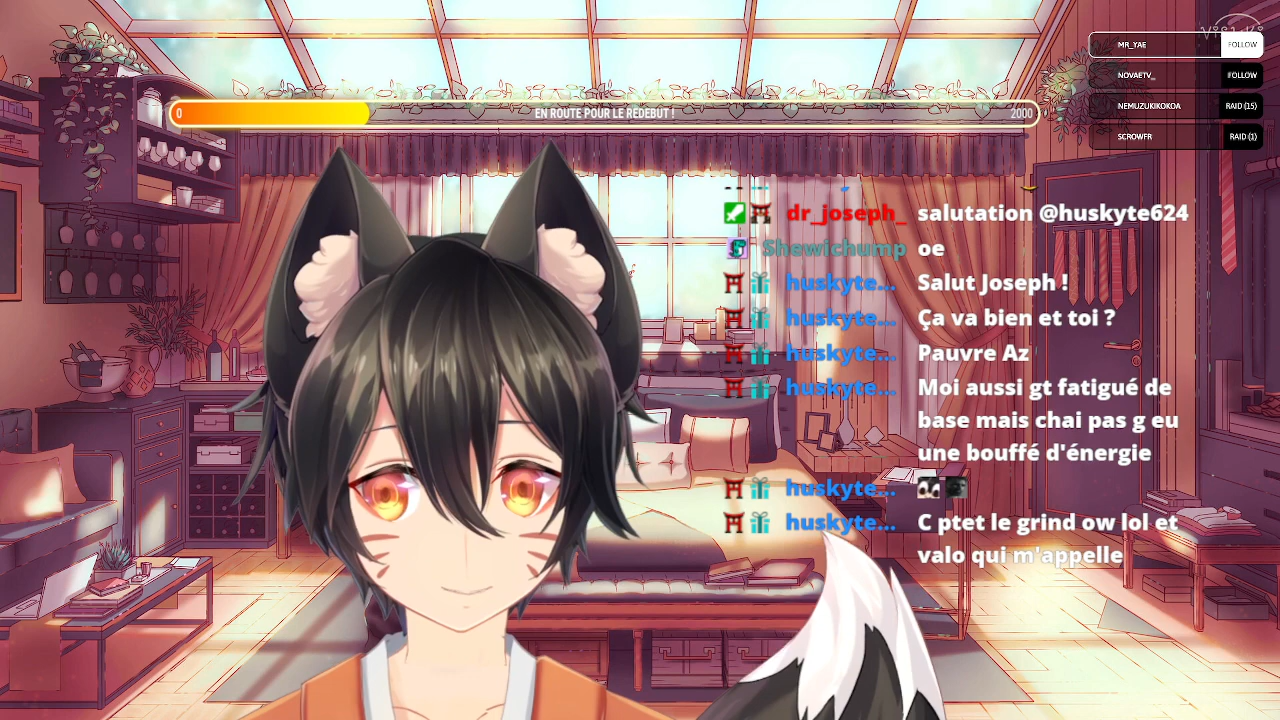 MR_YAE FOLLOW
NOVAETV_ FOLLOW
NEMUZUKIKOKOA RAID (15)
SCROWFR RAID (1)
0 EN ROUTE POUR LE REDEBUT ! 2000
dr_joseph_ salutation @huskyte624
Shewichump oe
huskyte... Salut Joseph !
huskyte... Ça va bien et toi ?
huskyte... Pauvre Az
huskyte... Moi aussi gt fatigué de
base mais chai pas g eu
une bouffé d'énergie
huskyte...
huskyte... C ptet le grind ow lol et
valo qui m'appelle